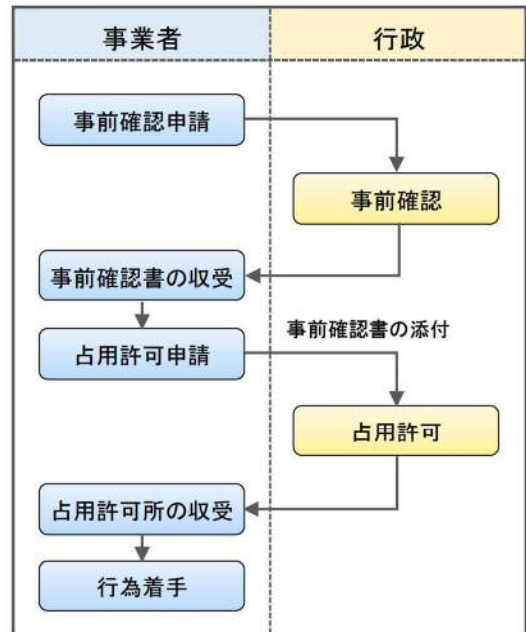 事業者
行政
事前確認申請
事前確認
事前確認書の収受
占用許可申請
事前確認書の添付
占用許可
占用許可所の収受
行為着手